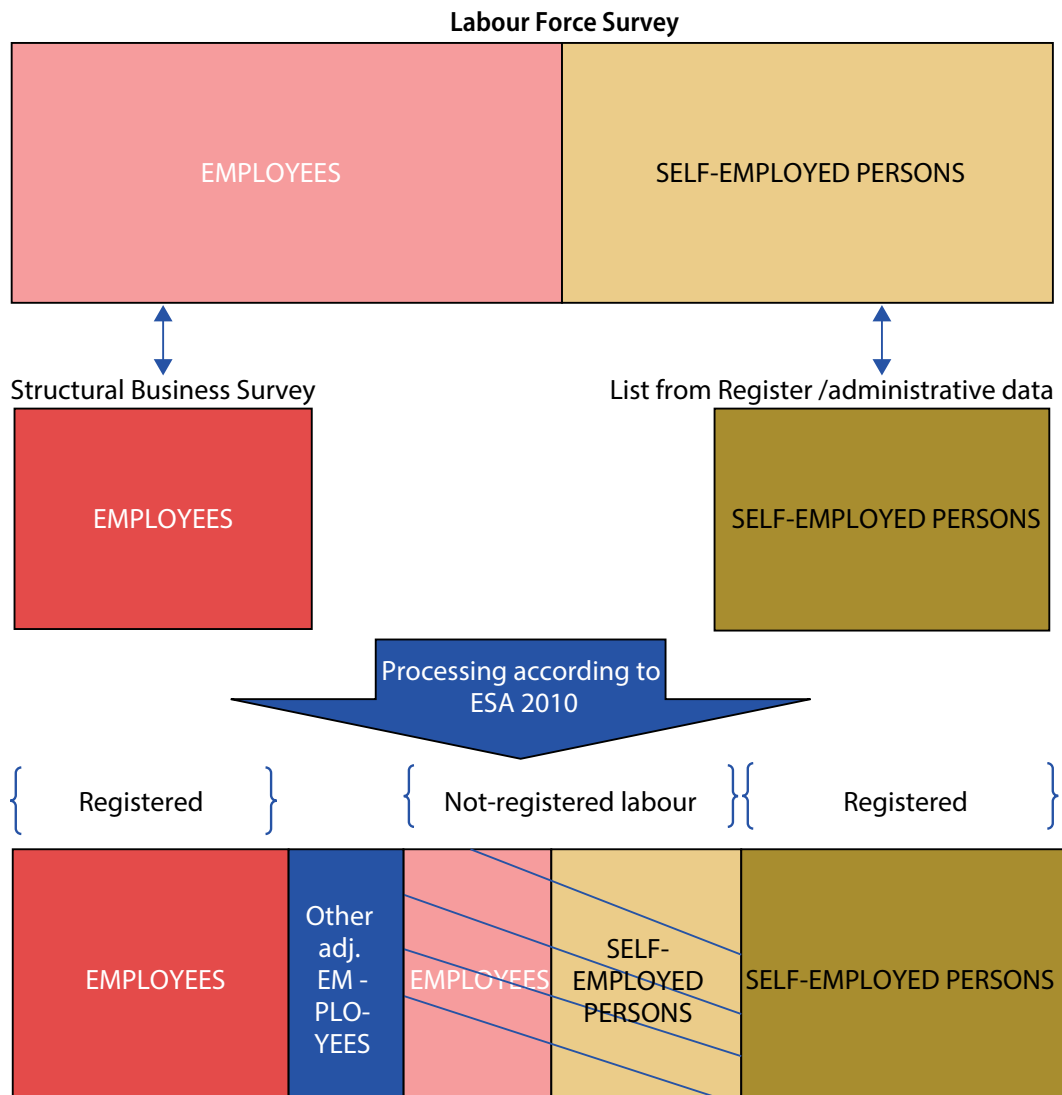 Labour Force Survey
EMPLOYEES
SELF-EMPLOYED PERSONS
Structural Business Survey
List from Register /administrative data
EMPLOYEES
SELF-EMPLOYED PERSONS
Processing according to
ESA 2010
Registered
Not-registered labour
Registered
EMPLOYEES
Other
adj.
EM -
PLO-
YEES
EMPLOYEES
SELF-
EMPLOYED
PERSONS
SELF-EMPLOYED PERSONS